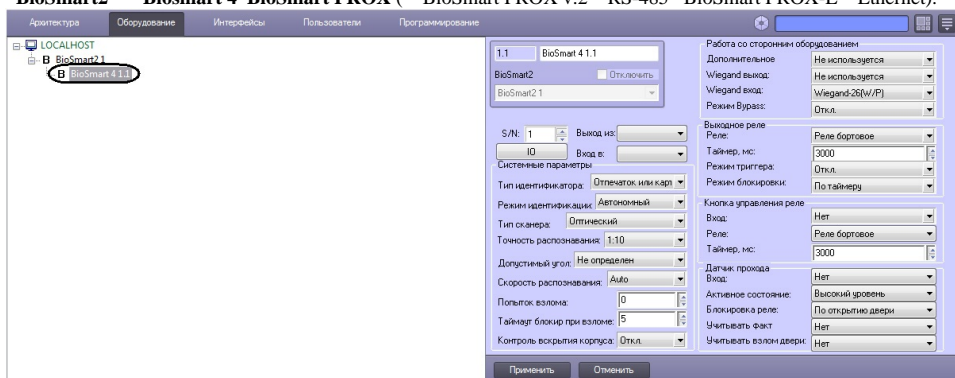 BioSmart2 Biosmart 4 BioSmart PROX ( BioSmart PROX v.2 RS-485 BioSmart PROX-E Ethernet).
Архитектура Оборудование Интерфейсы Пользователи Программирование
LOCALHOST
B BioSmart2 1
B BioSmart 4 1.1
1.1 BioSmart 4 1.1
BioSmart2 Отключить
BioSmart2 1
S/N: 1 Выход из:
IO Вход в:
Системные параметры
Тип идентификатора: Отпечаток или карт
Режим идентификации: Автономный
Тип сканера: Оптический
Точность распознавания: 1:10
Допустимый угол: Не определен
Скорость распознавания: Auto
Попыток взлома: 0
Таймаут блокир при взломе: 5
Контроль вскрытия корпуса: Откл.
Работа со сторонним оборудованием
Дополнительное Не используется
Wiegand выход: Не используется
Wiegand вход: Wiegand-26(W/P)
Режим Bypass: Откл.
Выходное реле
Реле: Реле бортовое
Таймер, мс: 3000
Режим триггера: Откл.
Режим блокировки: По таймеру
Кнопка управления реле
Вход: Нет
Реле: Реле бортовое
Таймер, мс: 3000
Датчик прохода
Вход: Нет
Активное состояние: Высокий уровень
Блокировка реле: По открытию двери
Учитывать факт Нет
Учитывать взлом двери: Нет
Применить Отменить